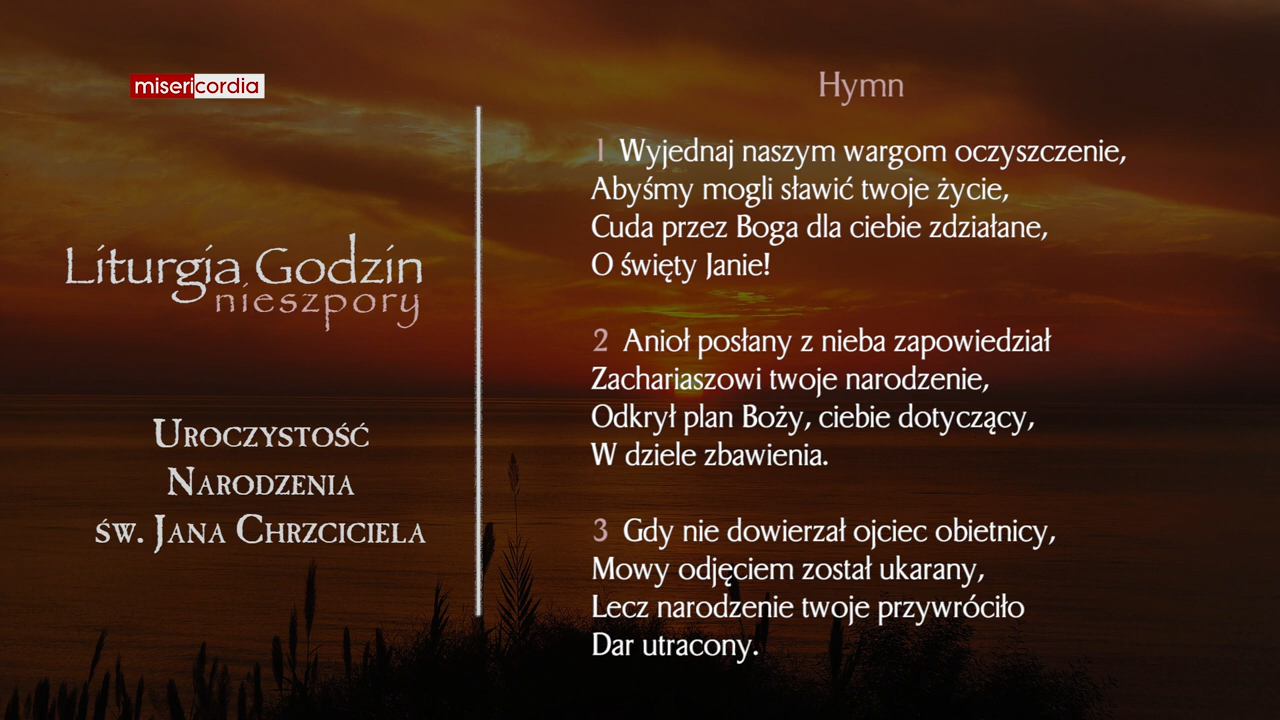 misericordia
Liturgia Godzin
nieszpory
Uroczystość
Narodzenia
św. Jana Chrzciciela
Hymn
1 Wyjednaj naszym wargom oczyszczenie,
Abyśmy mogli sławić twoje życie,
Cuda przez Boga dla ciebie zdziałane,
O święty Janie!
2 Anioł posłany z nieba zapowiedział
Zachariaszowi twoje narodzenie,
Odkrył plan Boży, ciebie dotyczący,
W dziele zbawienia.
3 Gdy nie dowierzał ojciec obietnicy,
Mowy odjęciem został ukarany,
Lecz narodzenie twoje przywróciło
Dar utracony.